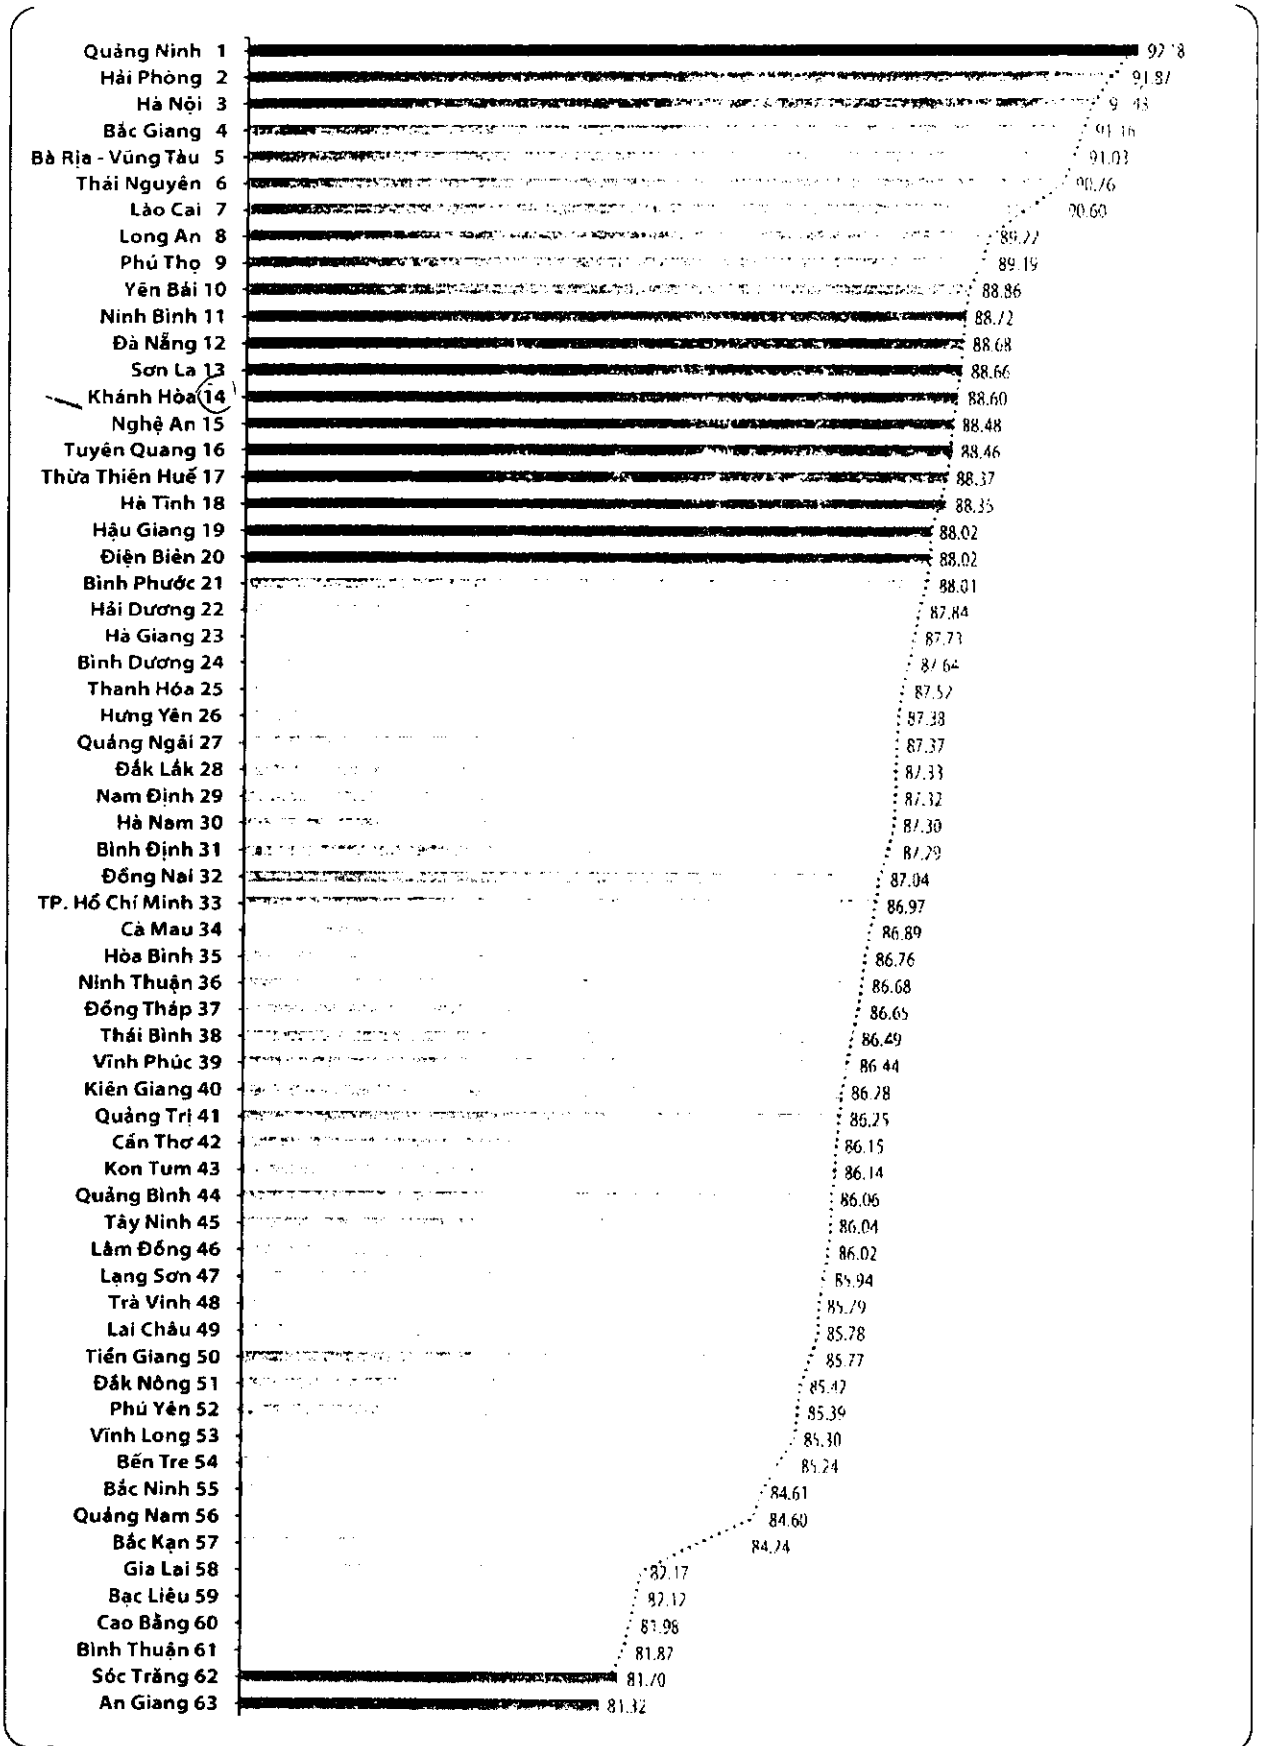 Quảng Ninh 1
Hải Phòng 2 91.87
Hà Nội 3
Bắc Giang 4 91.16
Bà Rịa - Vũng Tàu 5 91.03
Thái Nguyên 6 90.76
Lào Cai 7 90.60
Long An 8 89.22
Phú Thọ 9 89.19
Yên Bái 10 88.86
Ninh Bình 11 88.72
Đà Nẵng 12 88.68
Sơn La 13 88.66
Khánh Hòa 14 88.60
Nghệ An 15 88.48
Tuyên Quang 16 88.46
Thừa Thiên Huế 17 88.37
Hà Tĩnh 18 88.35
Hậu Giang 19 88.02
Điện Biên 20 88.02
Bình Phước 21 88.01
Hải Dương 22 87.84
Hà Giang 23 87.73
Bình Dương 24 87.64
Thanh Hóa 25 87.52
Hưng Yên 26 87.38
Quảng Ngãi 27 87.37
Đắk Lắk 28 87.33
Nam Định 29 87.32
Hà Nam 30 87.30
Bình Định 31 87.29
Đồng Nai 32 87.04
TP. Hồ Chí Minh 33 86.97
Cà Mau 34 86.89
Hòa Bình 35 86.76
Ninh Thuận 36 86.68
Đồng Tháp 37 86.65
Thái Bình 38 86.49
Vĩnh Phúc 39 86.44
Kiên Giang 40 86.28
Quảng Trị 41 86.25
Cần Thơ 42 86.15
Kon Tum 43 86.14
Quảng Bình 44 86.06
Tây Ninh 45 86.04
Lâm Đồng 46 86.02
Lạng Sơn 47 85.94
Trà Vinh 48 85.79
Lai Châu 49 85.78
Tiền Giang 50 85.77
Đắk Nông 51 85.42
Phú Yên 52 85.39
Vĩnh Long 53 85.30
Bến Tre 54 85.24
Bắc Ninh 55 84.61
Quảng Nam 56 84.60
Bắc Kạn 57 84.24
Gia Lai 58 82.17
Bạc Liêu 59 82.12
Cao Bằng 60 81.98
Bình Thuận 61 81.87
Sóc Trăng 62 81.70
An Giang 63 81.32